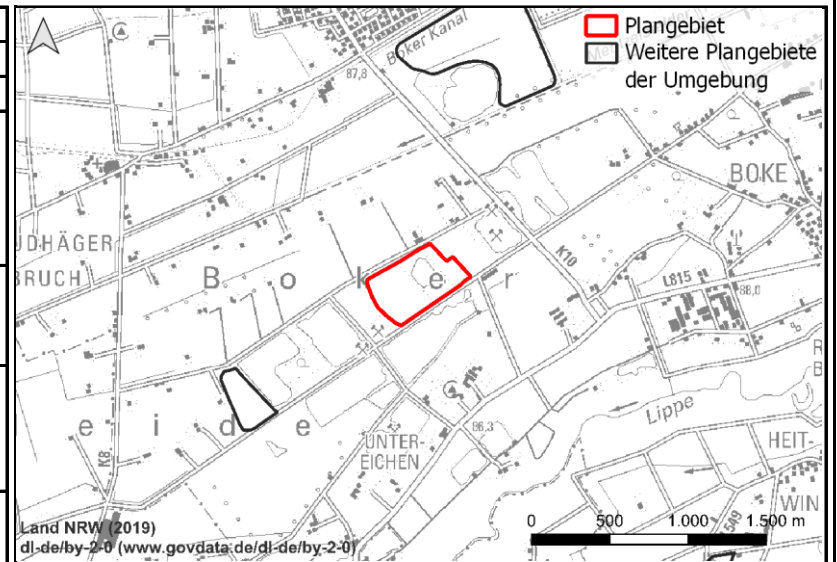 Plangebiet
Weitere Plangebiete
der Umgebung
Boker Kanal
87,8
BOKE
UDHÄGER
BRUCH
B o k e r
K10
L815
88,0
Lippe
e i d e
K8
UNTER-
EICHEN
86,3
HEIT-
WIN
L549
Land NRW (2019)
dl-de/by-2-0 (www.govdata.de/dl-de/by-2-0)
0 500 1.000 1.500 m